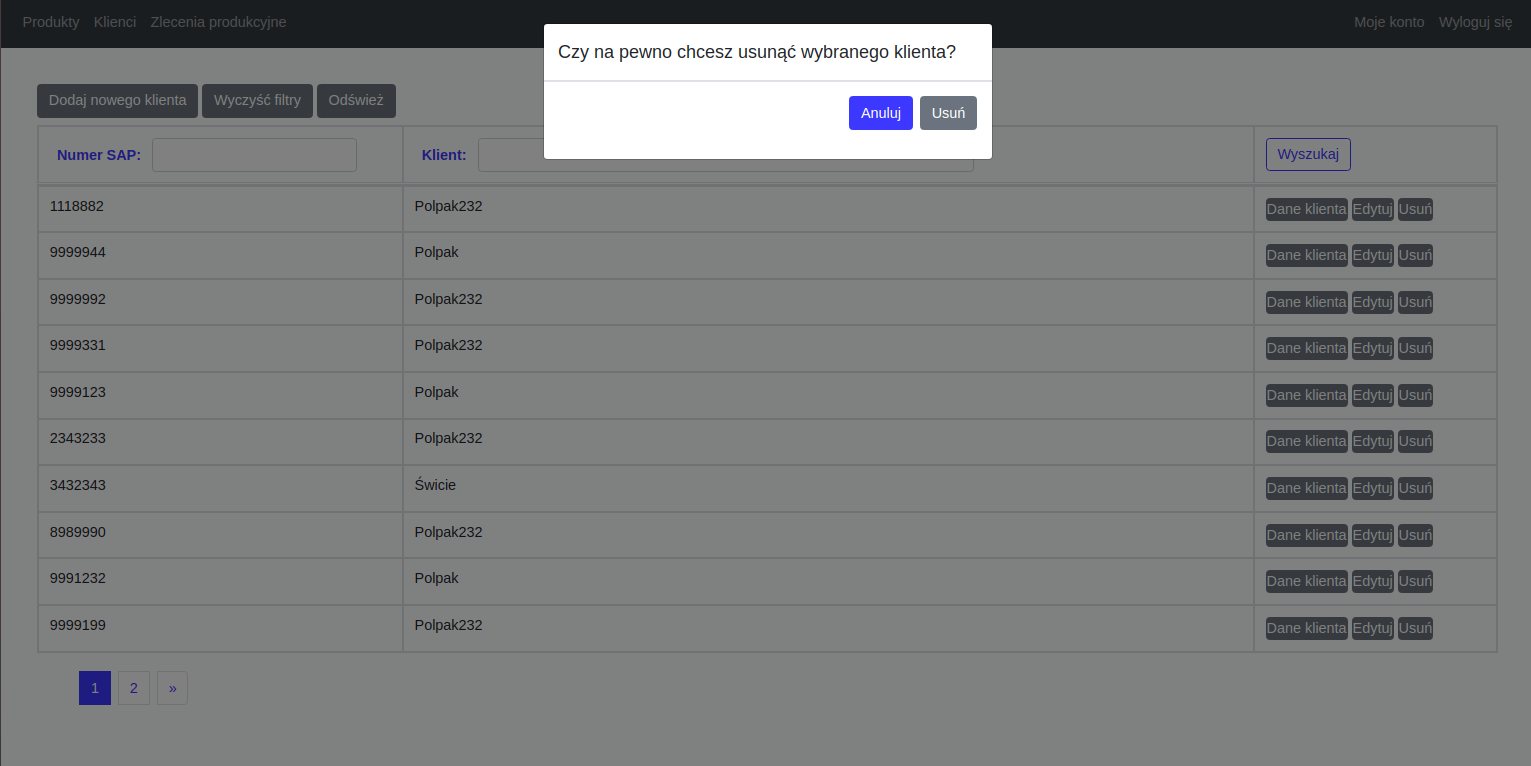 Produkty Klienci Zlecenia produkcyjne Moje konto Wyloguj się
Czy na pewno chcesz usunąć wybranego klienta?
Anuluj Usuń
Dodaj nowego klienta Wyczyść filtry Odśwież
Numer SAP: Klient: Wyszukaj
1118882 Polpak232 Dane klienta Edytuj Usuń
9999944 Polpak Dane klienta Edytuj Usuń
9999992 Polpak232 Dane klienta Edytuj Usuń
9999331 Polpak232 Dane klienta Edytuj Usuń
9999123 Polpak Dane klienta Edytuj Usuń
2343233 Polpak232 Dane klienta Edytuj Usuń
3432343 Świcie Dane klienta Edytuj Usuń
8989990 Polpak232 Dane klienta Edytuj Usuń
9991232 Polpak Dane klienta Edytuj Usuń
9999199 Polpak232 Dane klienta Edytuj Usuń
1 2 »